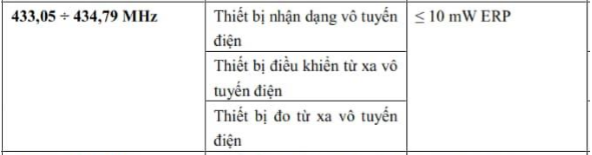 433,05 ÷ 434,79 MHz
Thiết bị nhận dạng vô tuyến
điện
≤ 10 mW ERP
Thiết bị điều khiển từ xa vô
tuyến điện
Thiết bị đo từ xa vô tuyến
điện